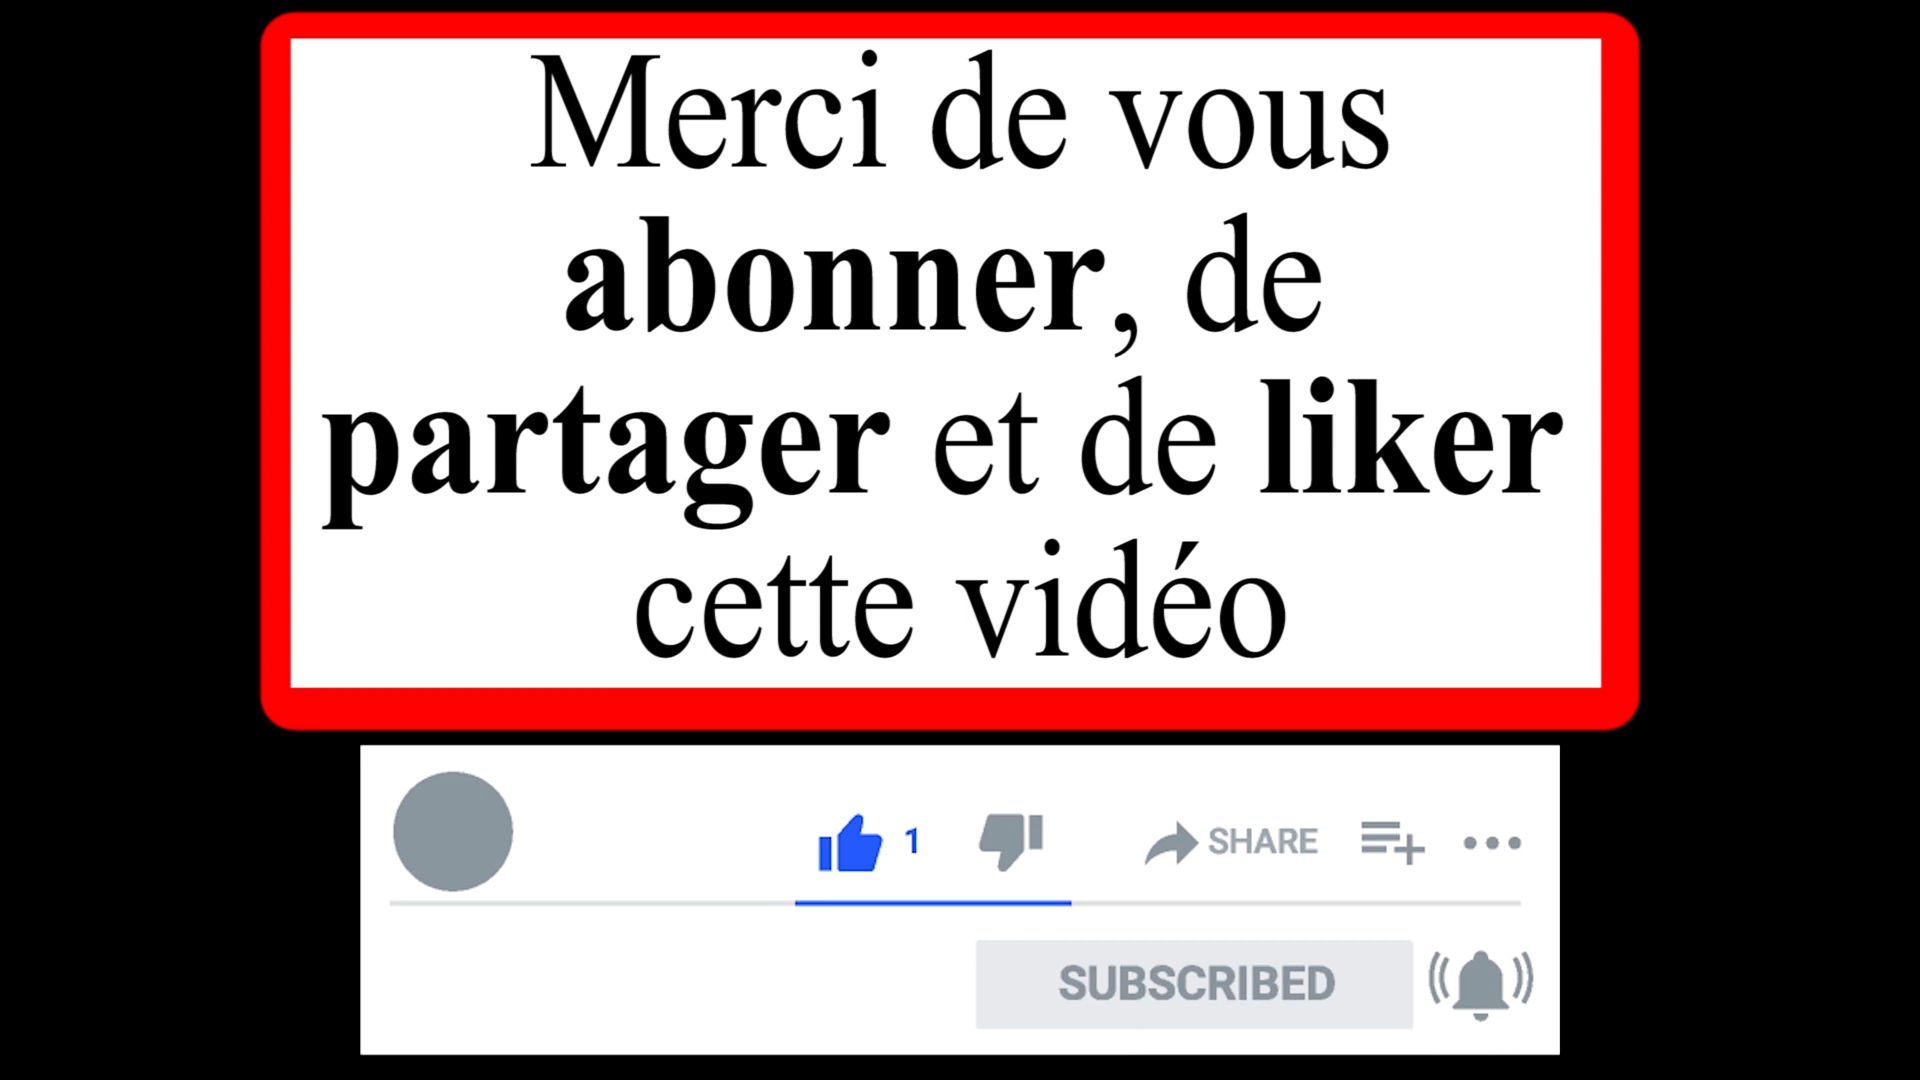 Merci de vous
abonner, de
partager et de liker
cette vidéo
1
SHARE
SUBSCRIBED